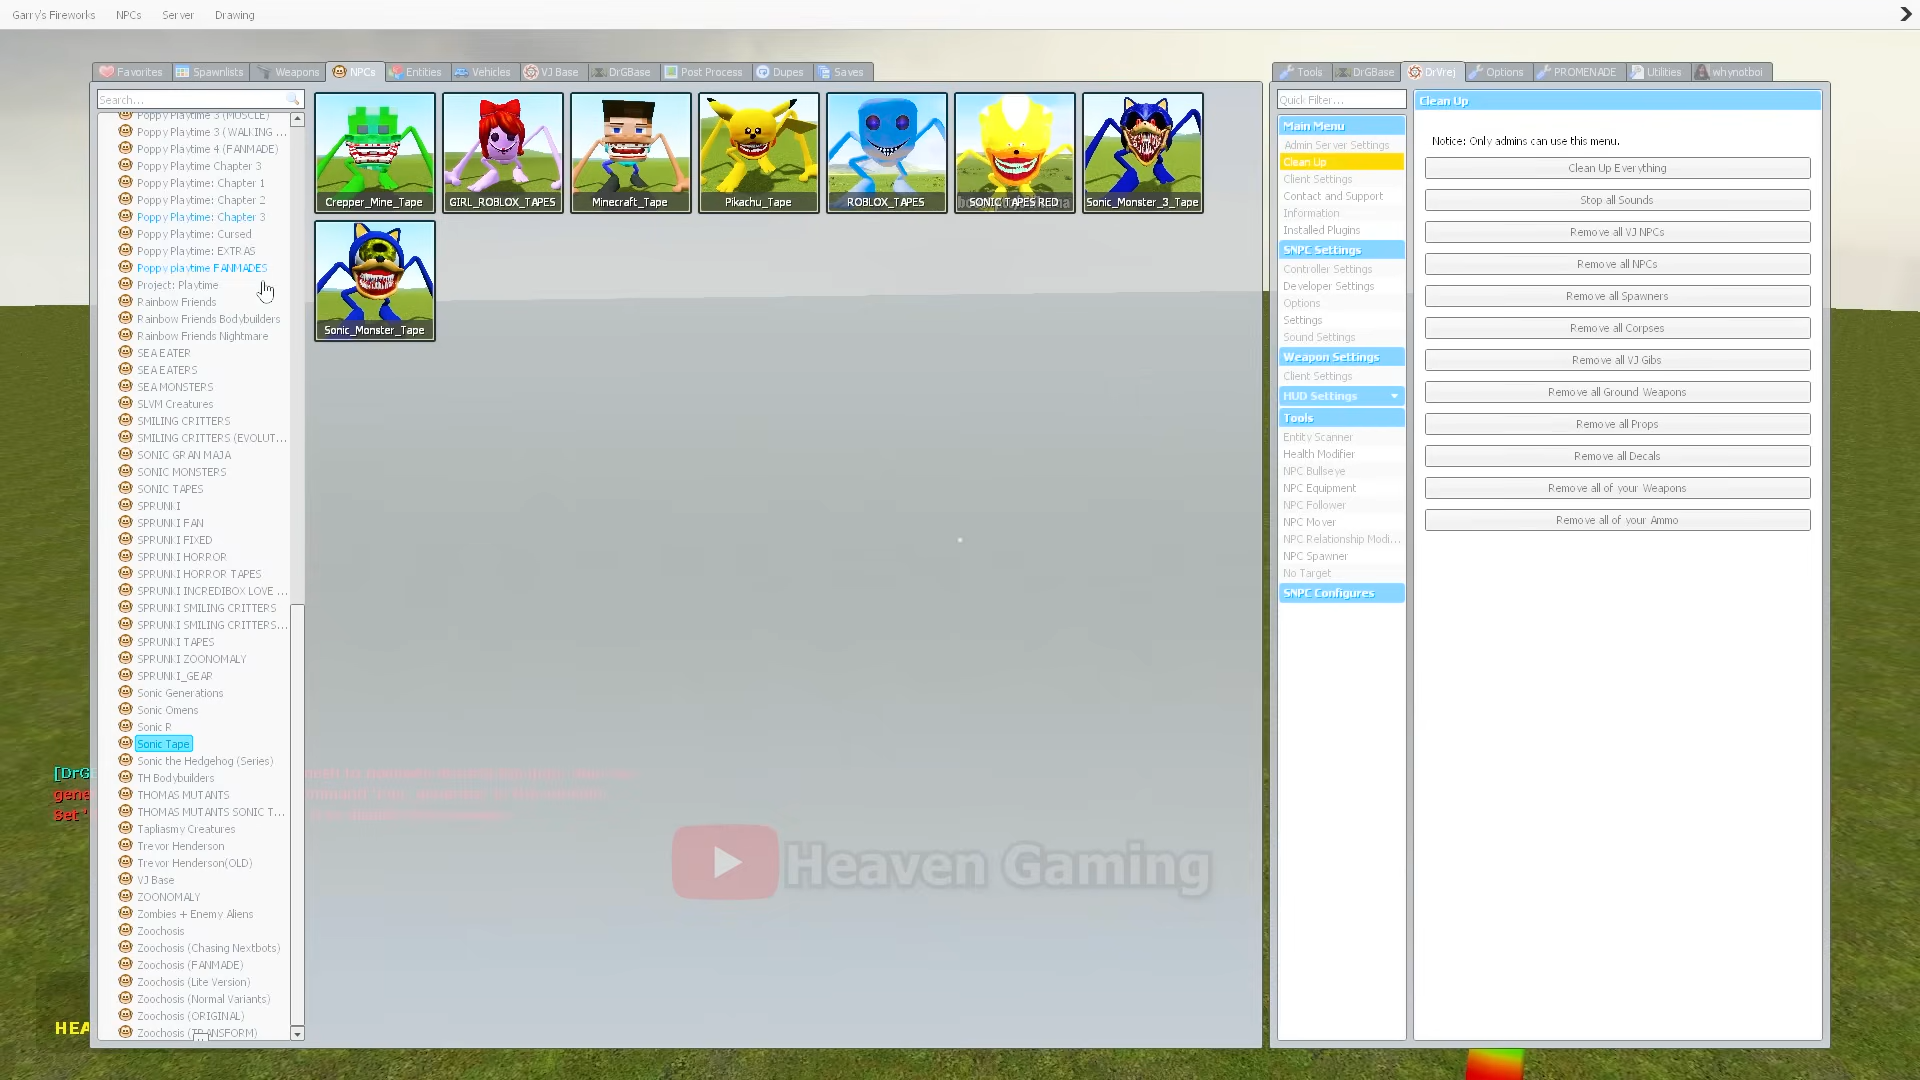 Garry's Fireworks NPCs Server Drawing
Favorites Spawnlists Weapons NPCs Entities Vehicles VJ Base DrGBase Post Process Dupes Saves
Search...
Poppy Playtime 3 (MUSCLE)
Poppy Playtime 3 (WALKING ...
Poppy Playtime 4 (FANMADE)
Poppy Playtime Chapter 3
Poppy Playtime: Chapter 1
Poppy Playtime: Chapter 2
Poppy Playtime: Chapter 3
Poppy Playtime: Cursed
Poppy Playtime: EXTRAS
Poppy playtime FANMADES
Project: Playtime
Rainbow Friends
Rainbow Friends Bodybuilders
Rainbow Friends Nightmare
SEA EATER
SEA EATERS
SEA MONSTERS
SLVM Creatures
SMILING CRITTERS
SMILING CRITTERS (EVOLUT...
SONIC GRAN MAJA
SONIC MONSTERS
SONIC TAPES
SPRUNKI
SPRUNKI FAN
SPRUNKI FIXED
SPRUNKI HORROR
SPRUNKI HORROR TAPES
SPRUNKI INCREDIBOX LOVE ...
SPRUNKI SMILING CRITTERS
SPRUNKI SMILING CRITTERS...
SPRUNKI TAPES
SPRUNKI ZOONOMALY
SPRUNKI_GEAR
Sonic Generations
Sonic Omens
Sonic R
Sonic Tape
Sonic the Hedgehog (Series)
TH Bodybuilders
THOMAS MUTANTS
THOMAS MUTANTS SONIC T...
Tapliasmy Creatures
Trevor Henderson
Trevor Henderson(OLD)
VJ Base
ZOONOMALY
Zombies + Enemy Aliens
Zoochosis
Zoochosis (Chasing Nextbots)
Zoochosis (FANMADE)
Zoochosis (Lite Version)
Zoochosis (Normal Variants)
Zoochosis (ORIGINAL)
Zoochosis (TRANSFORM)
Crepper_Mine_Tape GIRL_ROBLOX_TAPES Minecraft_Tape Pikachu_Tape ROBLOX_TAPES SONIC TAPES RED Sonic_Monster_3_Tape
Sonic_Monster_Tape
[DrG
gene
Set '
HEA
Heaven Gaming
Tools DrGBase DrVrej Options PROMENADE Utilities whynotboi
Quick Filter...
Main Menu
Admin Server Settings
Clean Up
Client Settings
Contact and Support
Information
Installed Plugins
SNPC Settings
Controller Settings
Developer Settings
Options
Settings
Sound Settings
Weapon Settings
Client Settings
HUD Settings
Tools
Entity Scanner
Health Modifier
NPC Bullseye
NPC Equipment
NPC Follower
NPC Mover
NPC Relationship Modi...
NPC Spawner
No Target
SNPC Configures
Clean Up
Notice: Only admins can use this menu.
Clean Up Everything
Stop all Sounds
Remove all VJ NPCs
Remove all NPCs
Remove all Spawners
Remove all Corpses
Remove all VJ Gibs
Remove all Ground Weapons
Remove all Props
Remove all Decals
Remove all of your Weapons
Remove all of your Ammo